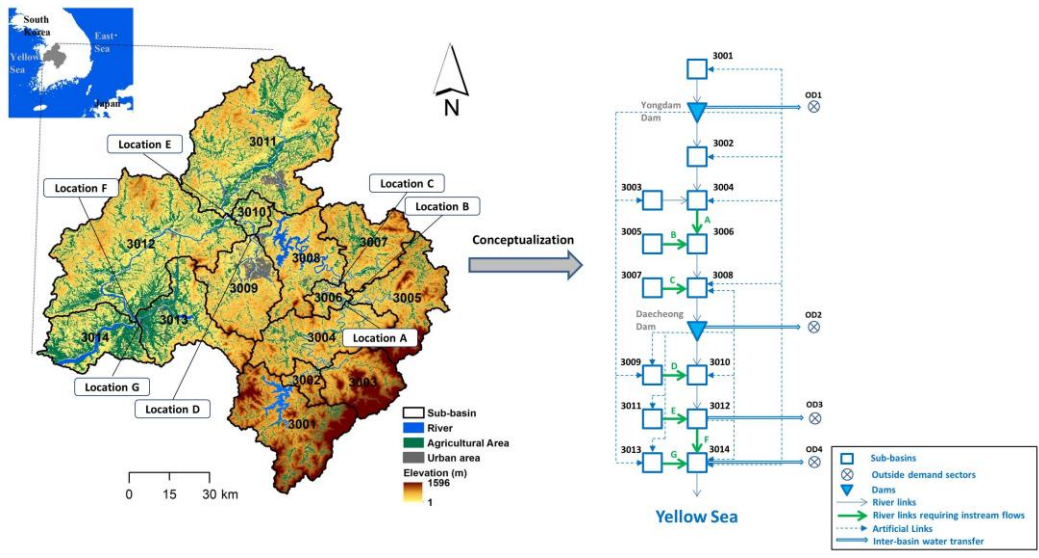 South
Korea
East-
Sea
Yellow
Sea
Japan
N
Location E
Location F
Location C
Location B
Location A
Location G
Location D
3011
3010
3012
3007
3008
3009
3006
3005
3013
3014
3004
3002
3003
3001
Sub-basin
River
Agricultural Area
Urban area
Elevation (m)
1596
1
0 15 30 km
Conceptualization
3001
Yongdam
Dam
OD1
3002
3003
3004
A
3005
B
3006
3007
C
3008
Daecheong
Dam
OD2
3009
D
3010
3011
E
3012
OD3
F
3013
G
3014
OD4
Yellow Sea
Sub-basins
Outside demand sectors
Dams
River links
River links requiring instream flows
Artificial Links
Inter-basin water transfer